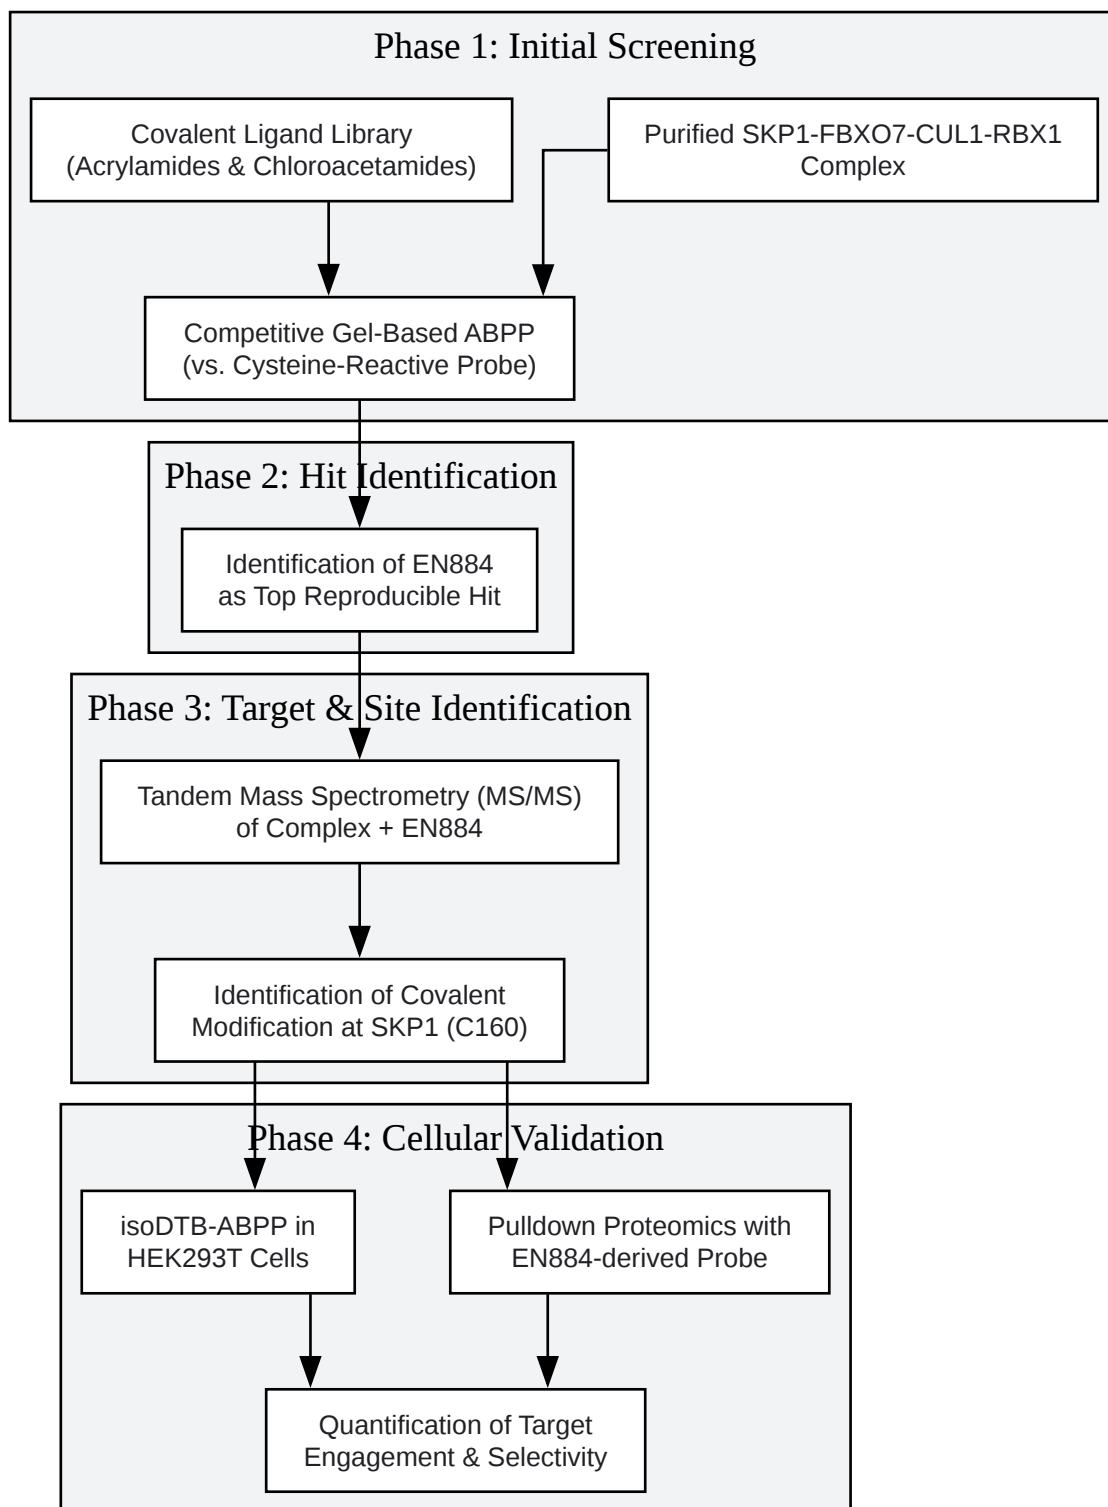 Phase 1: Initial Screening
Covalent Ligand Library
(Acrylamides & Chloroacetamides)
Purified SKP1-FBXO7-CUL1-RBX1
Complex
Competitive Gel-Based ABPP
(vs. Cysteine-Reactive Probe)
Phase 2: Hit Identification
Identification of EN884
as Top Reproducible Hit
Phase 3: Target & Site Identification
Tandem Mass Spectrometry (MS/MS)
of Complex + EN884
Identification of Covalent
Modification at SKP1 (C160)
Phase 4: Cellular Validation
isoDTB-ABPP in
HEK293T Cells
Pulldown Proteomics with
EN884-derived Probe
Quantification of Target
Engagement & Selectivity